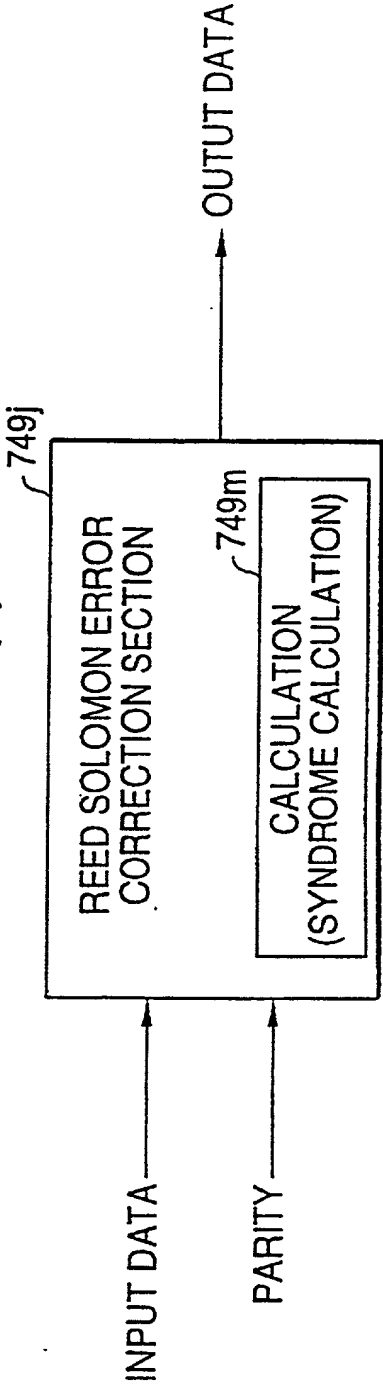 749j
REED SOLOMON ERROR
CORRECTION SECTION
INPUT DATA
OUTUT DATA
749m
CALCULATION
(SYNDROME CALCULATION)
PARITY